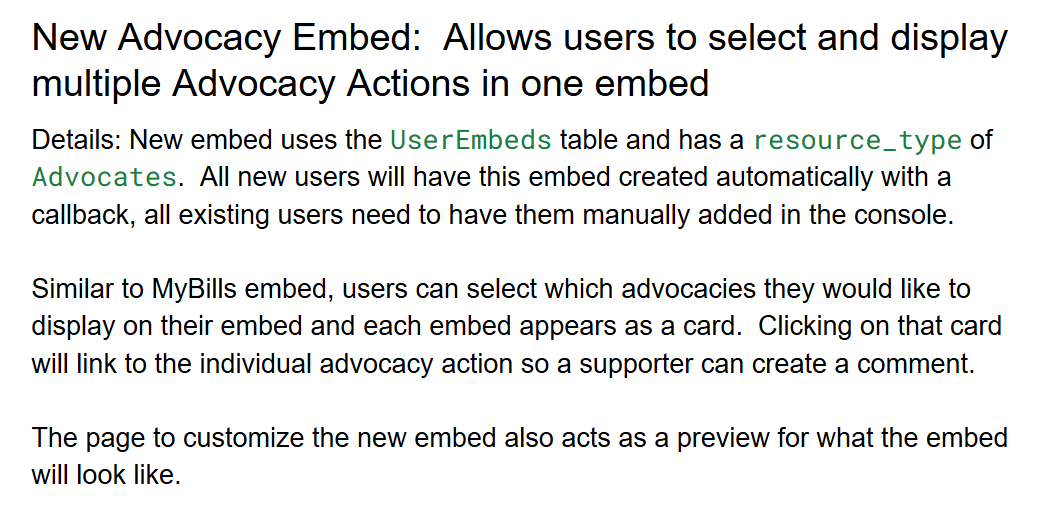 New Advocacy Embed:  Allows users to select and display
multiple Advocacy Actions in one embed
Details: New embed uses the UserEmbeds table and has a resource_type of
Advocates.  All new users will have this embed created automatically with a
callback, all existing users need to have them manually added in the console.
Similar to MyBills embed, users can select which advocacies they would like to
display on their embed and each embed appears as a card.  Clicking on that card
will link to the individual advocacy action so a supporter can create a comment.
The page to customize the new embed also acts as a preview for what the embed
will look like.